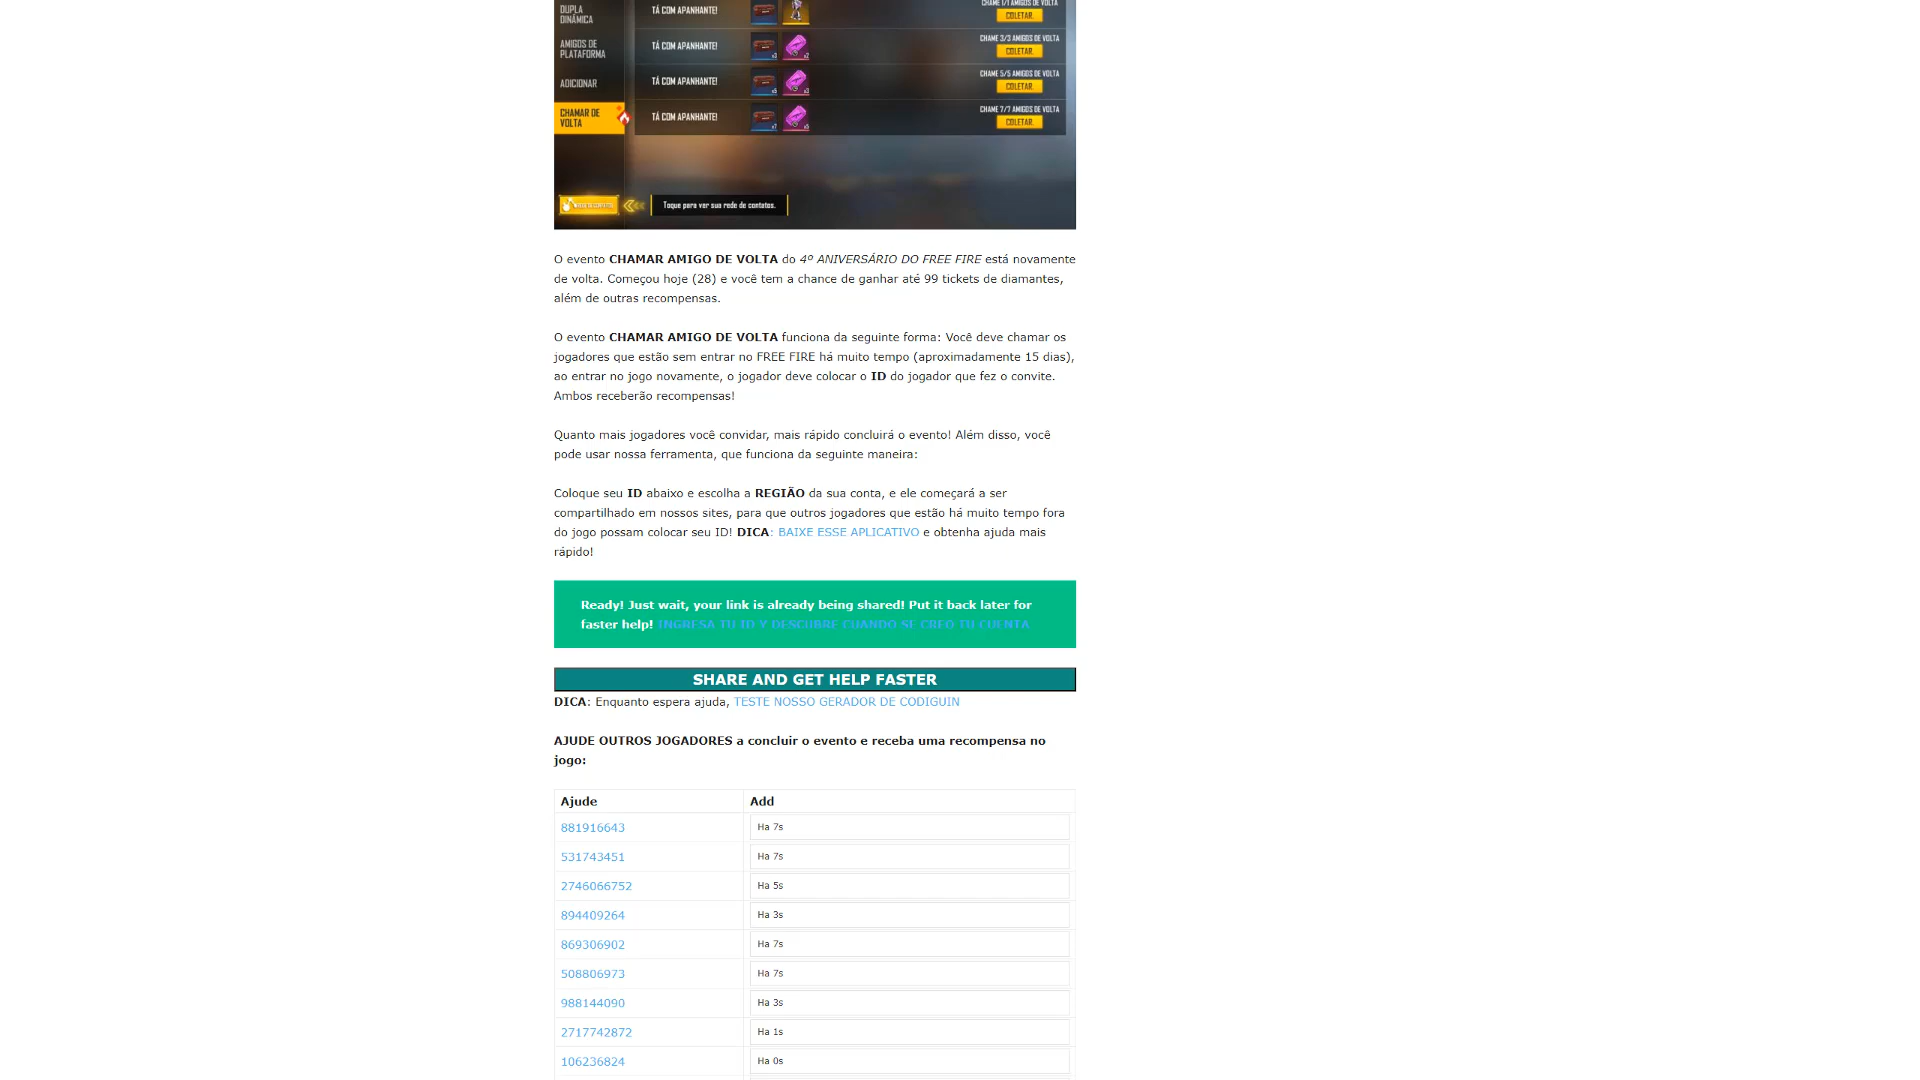 DUPLA
DINÂMICA
TÁ COM APANHANTE!
CHAME 1/1 AMIGOS DE VOLTA
COLETAR
AMIGOS DE
PLATAFORMA
TÁ COM APANHANTE!
x3
x2
CHAME 3/3 AMIGOS DE VOLTA
COLETAR
ADICIONAR
TÁ COM APANHANTE!
x5
x3
CHAME 5/5 AMIGOS DE VOLTA
COLETAR
CHAMAR DE
VOLTA
TÁ COM APANHANTE!
x7
x5
CHAME 7/7 AMIGOS DE VOLTA
COLETAR
Toque para ver sua rede de contatos.
O evento CHAMAR AMIGO DE VOLTA do 4º ANIVERSÁRIO DO FREE FIRE está novamente
de volta. Começou hoje (28) e você tem a chance de ganhar até 99 tickets de diamantes,
além de outras recompensas.
O evento CHAMAR AMIGO DE VOLTA funciona da seguinte forma: Você deve chamar os
jogadores que estão sem entrar no FREE FIRE há muito tempo (aproximadamente 15 dias),
ao entrar no jogo novamente, o jogador deve colocar o ID do jogador que fez o convite.
Ambos receberão recompensas!
Quanto mais jogadores você convidar, mais rápido concluirá o evento! Além disso, você
pode usar nossa ferramenta, que funciona da seguinte maneira:
Coloque seu ID abaixo e escolha a REGIÃO da sua conta, e ele começará a ser
compartilhado em nossos sites, para que outros jogadores que estão há muito tempo fora
do jogo possam colocar seu ID! DICA: BAIXE ESSE APLICATIVO e obtenha ajuda mais
rápido!
Ready! Just wait, your link is already being shared! Put it back later for
faster help! INGRESA TU ID Y DESCUBRE CUANDO SE CREO TU CUENTA
SHARE AND GET HELP FASTER
DICA: Enquanto espera ajuda, TESTE NOSSO GERADOR DE CODIGUIN
AJUDE OUTROS JOGADORES a concluir o evento e receba uma recompensa no
jogo:
Ajude Add
881916643 Ha 7s
531743451 Ha 7s
2746066752 Ha 5s
894409264 Ha 3s
869306902 Ha 7s
508806973 Ha 7s
988144090 Ha 3s
2717742872 Ha 1s
106236824 Ha 0s